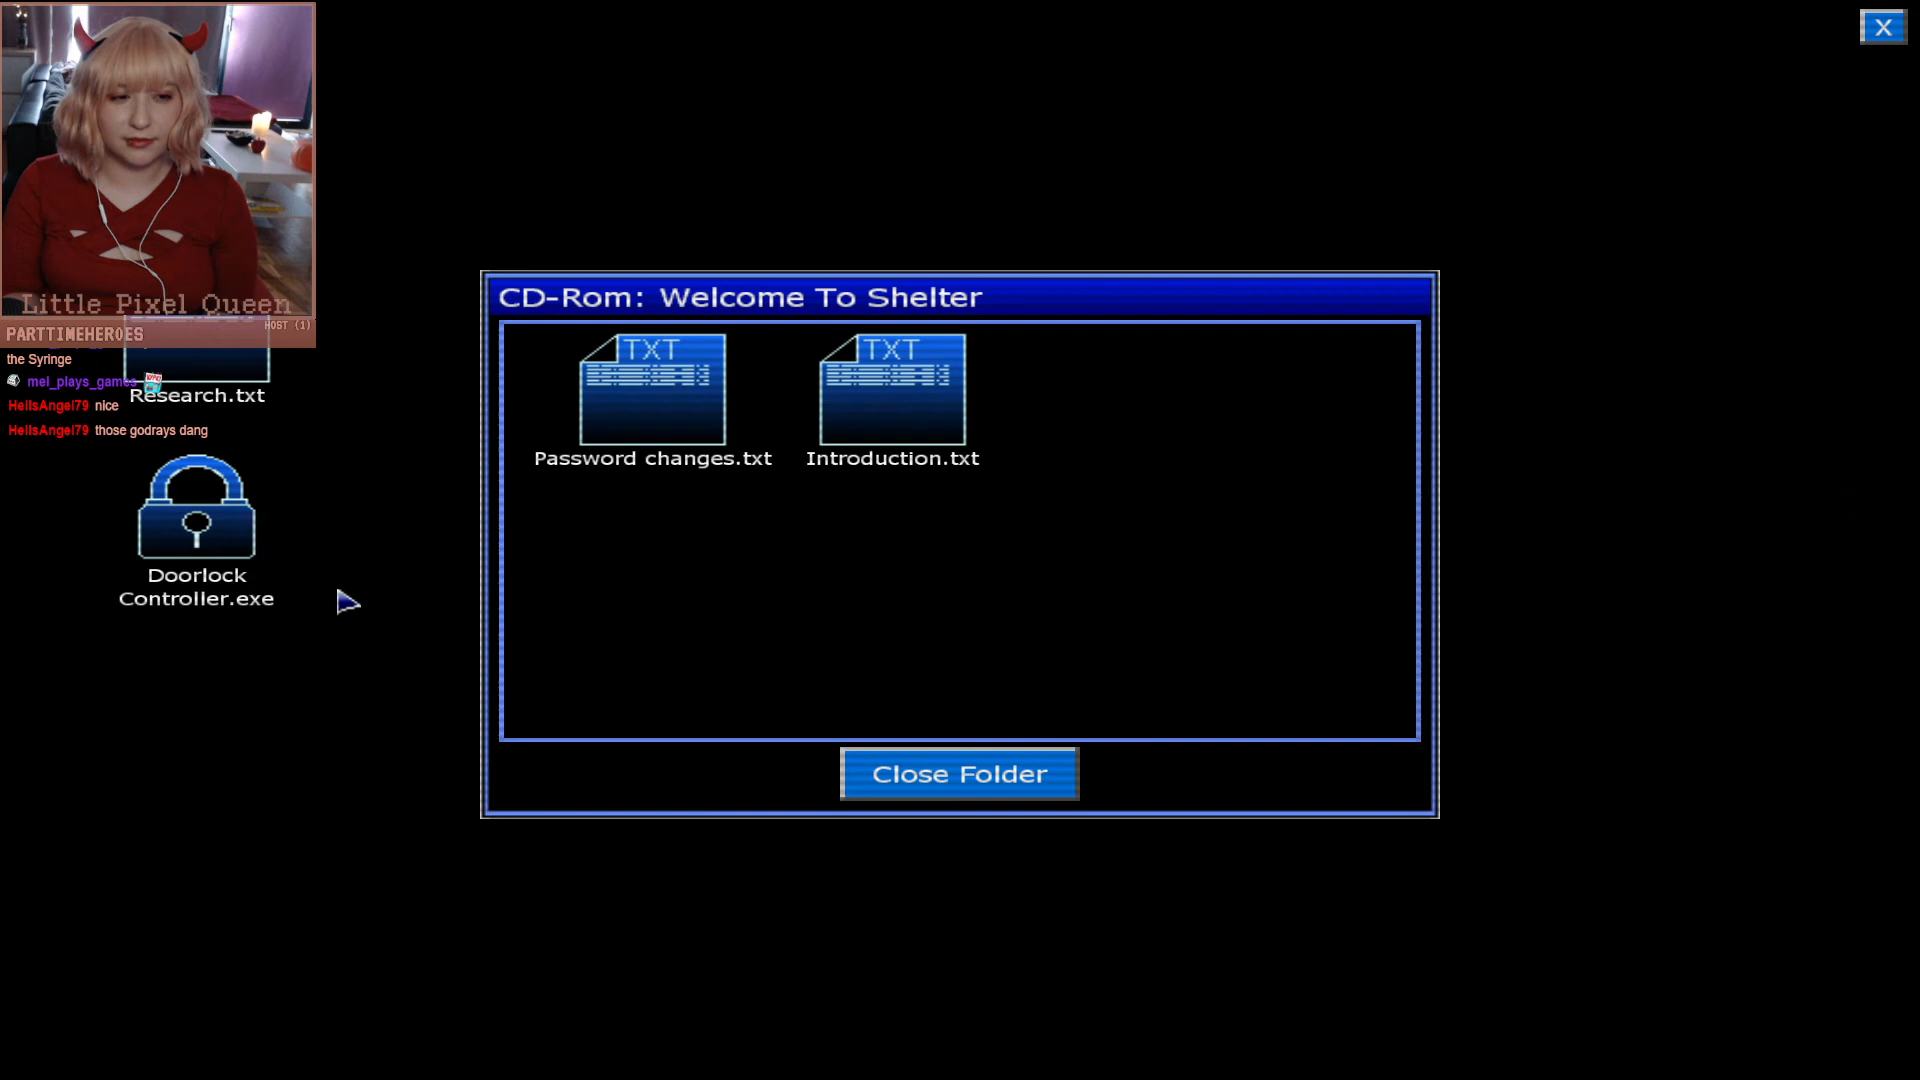 X
Little Pixel Queen
PARTTIMEHEROES
HOST (1)
the Syringe
mel_plays_games
Research.txt
HellsAngel79 nice
HellsAngel79 those godrays dang
Doorlock
Controller.exe
CD-Rom: Welcome To Shelter
TXT
TXT
Password changes.txt
Introduction.txt
Close Folder